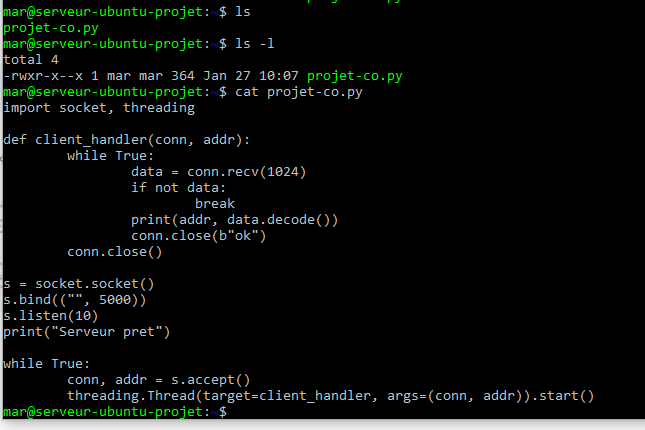 mar@serveur-ubuntu-projet:~$ ls
projet-co.py
mar@serveur-ubuntu-projet:~$ ls -l
total 4
-rwxr-x--x 1 mar mar 364 Jan 27 10:07 projet-co.py
mar@serveur-ubuntu-projet:~$ cat projet-co.py
import socket, threading

def client_handler(conn, addr):
        while True:
                data = conn.recv(1024)
                if not data:
                        break
                print(addr, data.decode())
                conn.close(b"ok")
        conn.close()

s = socket.socket()
s.bind(("", 5000))
s.listen(10)
print("Serveur pret")

while True:
        conn, addr = s.accept()
        threading.Thread(target=client_handler, args=(conn, addr)).start()
mar@serveur-ubuntu-projet:~$